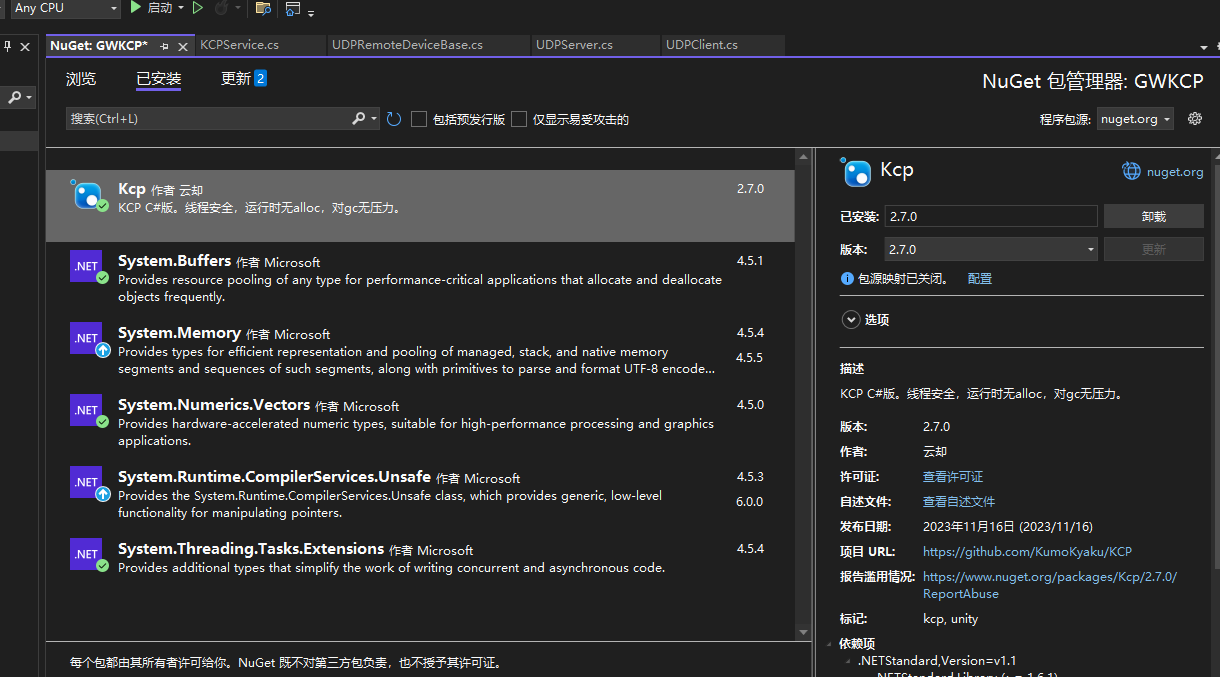 Any CPU
启动
NuGet: GWKCP*
KCPService.cs
UDPRemoteDeviceBase.cs
UDPServer.cs
UDPClient.cs
浏览
已安装
更新 2
NuGet 包管理器: GWKCP
搜索(Ctrl+L)
包括预发行版
仅显示易受攻击的
程序包源: nuget.org
Kcp 作者 云却
2.7.0
KCP C#版。线程安全，运行时无alloc，对gc无压力。
.NET
System.Buffers 作者 Microsoft
4.5.1
Provides resource pooling of any type for performance-critical applications that allocate and deallocate
objects frequently.
.NET
System.Memory 作者 Microsoft
4.5.4
Provides types for efficient representation and pooling of managed, stack, and native memory
4.5.5
segments and sequences of such segments, along with primitives to parse and format UTF-8 encode...
.NET
System.Numerics.Vectors 作者 Microsoft
4.5.0
Provides hardware-accelerated numeric types, suitable for high-performance processing and graphics
applications.
.NET
System.Runtime.CompilerServices.Unsafe 作者 Microsoft
4.5.3
Provides the System.Runtime.CompilerServices.Unsafe class, which provides generic, low-level
6.0.0
functionality for manipulating pointers.
.NET
System.Threading.Tasks.Extensions 作者 Microsoft
4.5.4
Provides additional types that simplify the work of writing concurrent and asynchronous code.
每个包都由其所有者许可给你。NuGet 既不对第三方包负责，也不授予其许可证。
Kcp
nuget.org
已安装: 2.7.0
卸载
版本: 2.7.0
更新
包源映射已关闭。 配置
选项
描述
KCP C#版。线程安全，运行时无alloc，对gc无压力。
版本: 2.7.0
作者: 云却
许可证: 查看许可证
自述文件: 查看自述文件
发布日期: 2023年11月16日 (2023/11/16)
项目 URL: https://github.com/KumoKyaku/KCP
报告滥用情况: https://www.nuget.org/packages/Kcp/2.7.0/
ReportAbuse
标记: kcp, unity
依赖项
.NETStandard,Version=v1.1
NETStandard.Library (>= 1.6.1)